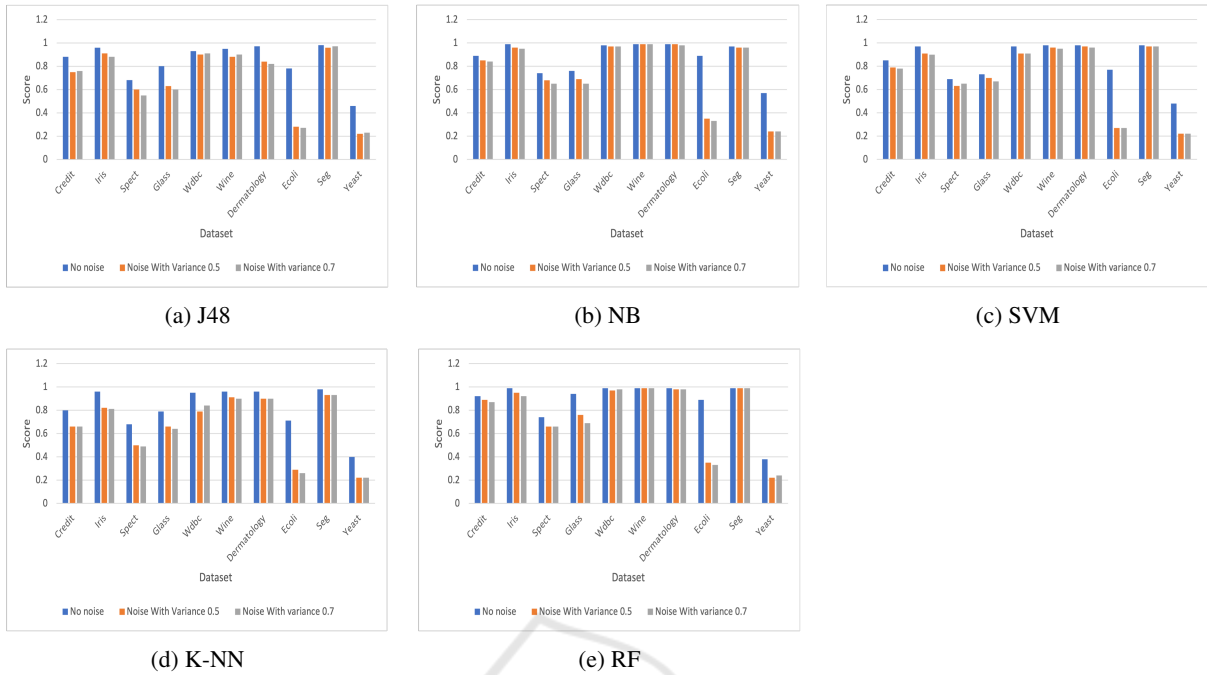 1.2
1
0.8
0.6
0.4
0.2
0
Score
Credit
Iris
Spect
Glass
Wdbc
Wine
Dermatology
Ecoli
Seg
Yeast
Dataset
No noise Noise With Variance 0.5 Noise With variance 0.7
(a) J48
1.2
1
0.8
0.6
0.4
0.2
0
Score
Credit
Iris
Spect
Glass
Wdbc
Wine
Dermatology
Ecoli
Seg
Yeast
Dataset
No noise Noise With Variance 0.5 Noise With variance 0.7
(b) NB
1.2
1
0.8
0.6
0.4
0.2
0
Score
Credit
Iris
Spect
Glass
Wdbc
Wine
Dermatology
Ecoli
Seg
Yeast
Dataset
No noise Noise With Variance 0.5 Noise With variance 0.7
(c) SVM
1.2
1
0.8
0.6
0.4
0.2
0
Score
Credit
Iris
Spect
Glass
Wdbc
Wine
Dermatology
Ecoli
Seg
Yeast
Dataset
No noise Noise With Variance 0.5 Noise With variance 0.7
(d) K-NN
1.2
1
0.8
0.6
0.4
0.2
0
Score
Credit
Iris
Spect
Glass
Wdbc
Wine
Dermatology
Ecoli
Seg
Yeast
Dataset
No noise Noise With Variance 0.5 Noise With variance 0.7
(e) RF